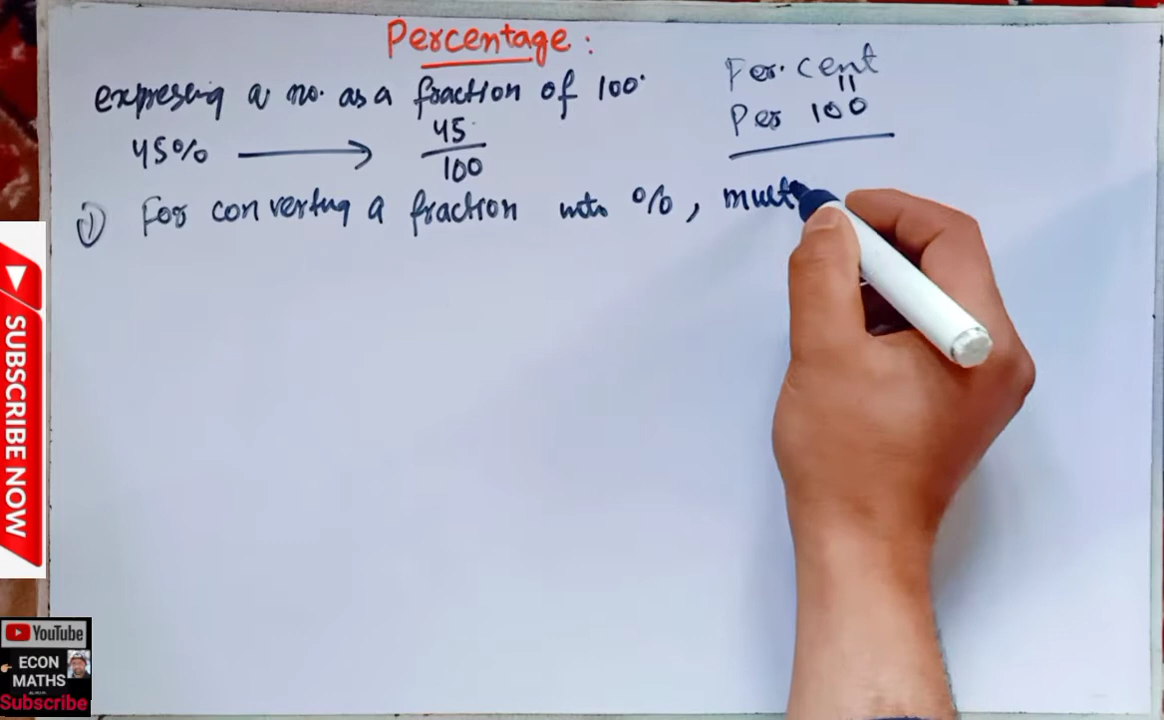 Percentage :
expresing a no. as a fraction of 100.
Per. cent
11
Per 100
45% → 45/100
① For converting a fraction into %, mult
SUBSCRIBE NOW
YouTube
ECON
MATHS
Subscribe